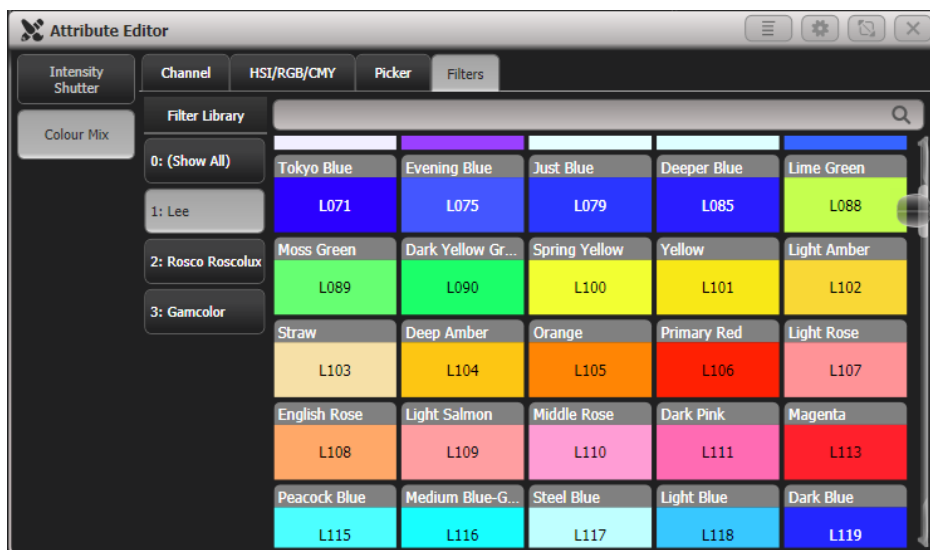 Attribute Editor
Intensity
Shutter
Colour Mix
Channel
HSI/RGB/CMY
Picker
Filters
Filter Library
0: (Show All)
1: Lee
2: Rosco Roscolux
3: Gamcolor
Tokyo Blue
Evening Blue
Just Blue
Deeper Blue
Lime Green
L071
L075
L079
L085
L088
Moss Green
Dark Yellow Gr...
Spring Yellow
Yellow
Light Amber
L089
L090
L100
L101
L102
Straw
Deep Amber
Orange
Primary Red
Light Rose
L103
L104
L105
L106
L107
English Rose
Light Salmon
Middle Rose
Dark Pink
Magenta
L108
L109
L110
L111
L113
Peacock Blue
Medium Blue-G...
Steel Blue
Light Blue
Dark Blue
L115
L116
L117
L118
L119